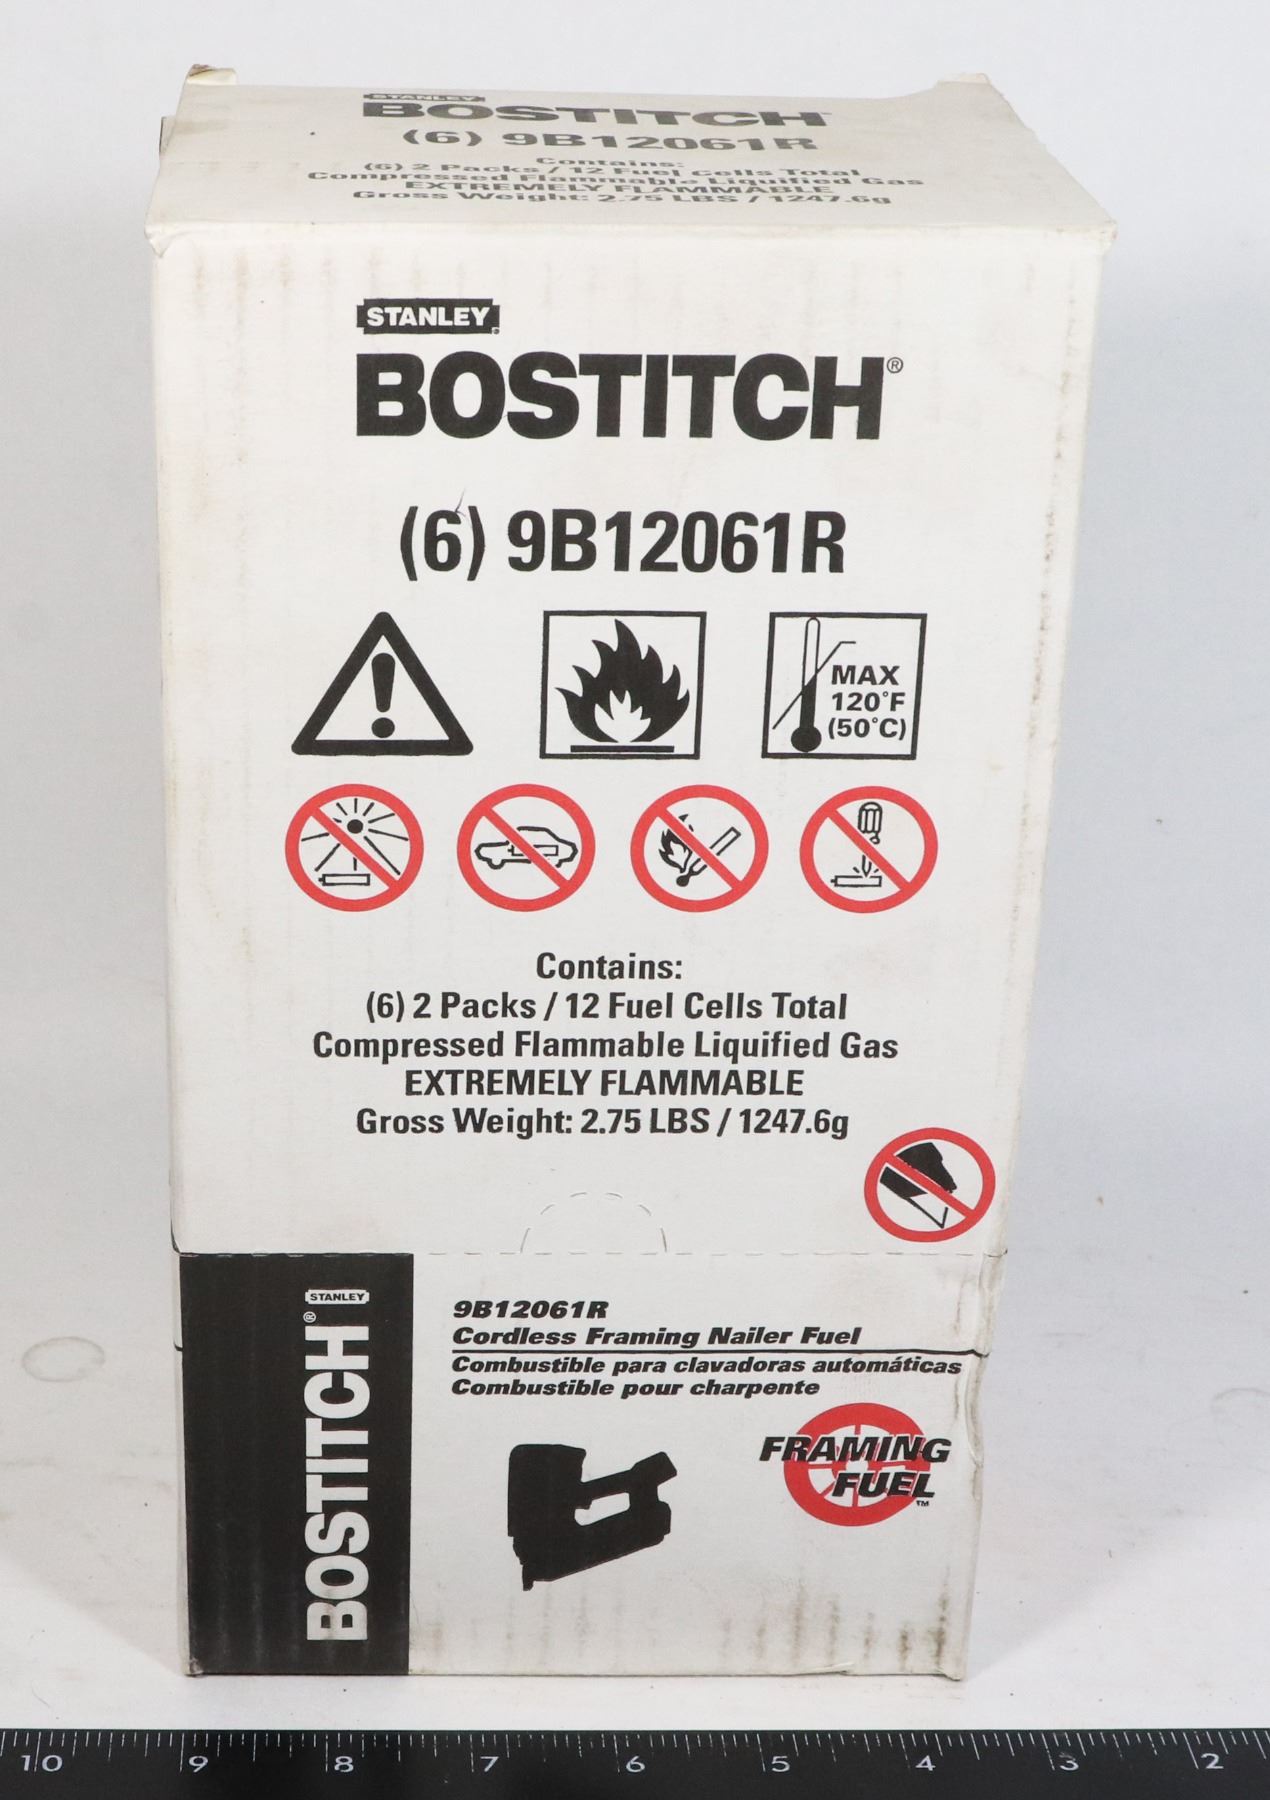 STANLEY
BOSTITCH
(6) 9B12061R
Contains:
(6) 2 Packs / 12 Fuel Cells Total
Compressed Flammable Liquified Gas
EXTREMELY FLAMMABLE
Gross Weight: 2.75 LBS / 1247.6g
STANLEY
BOSTITCH®
(6) 9B12061R
MAX
120°F
(50°C)
Contains:
(6) 2 Packs / 12 Fuel Cells Total
Compressed Flammable Liquified Gas
EXTREMELY FLAMMABLE
Gross Weight: 2.75 LBS / 1247.6g
STANLEY
BOSTITCH®
9B12061R
Cordless Framing Nailer Fuel
Combustible para clavadoras automáticas
Combustible pour charpente
FRAMING
FUEL™
10 9 8 7 6 5 4 3 2